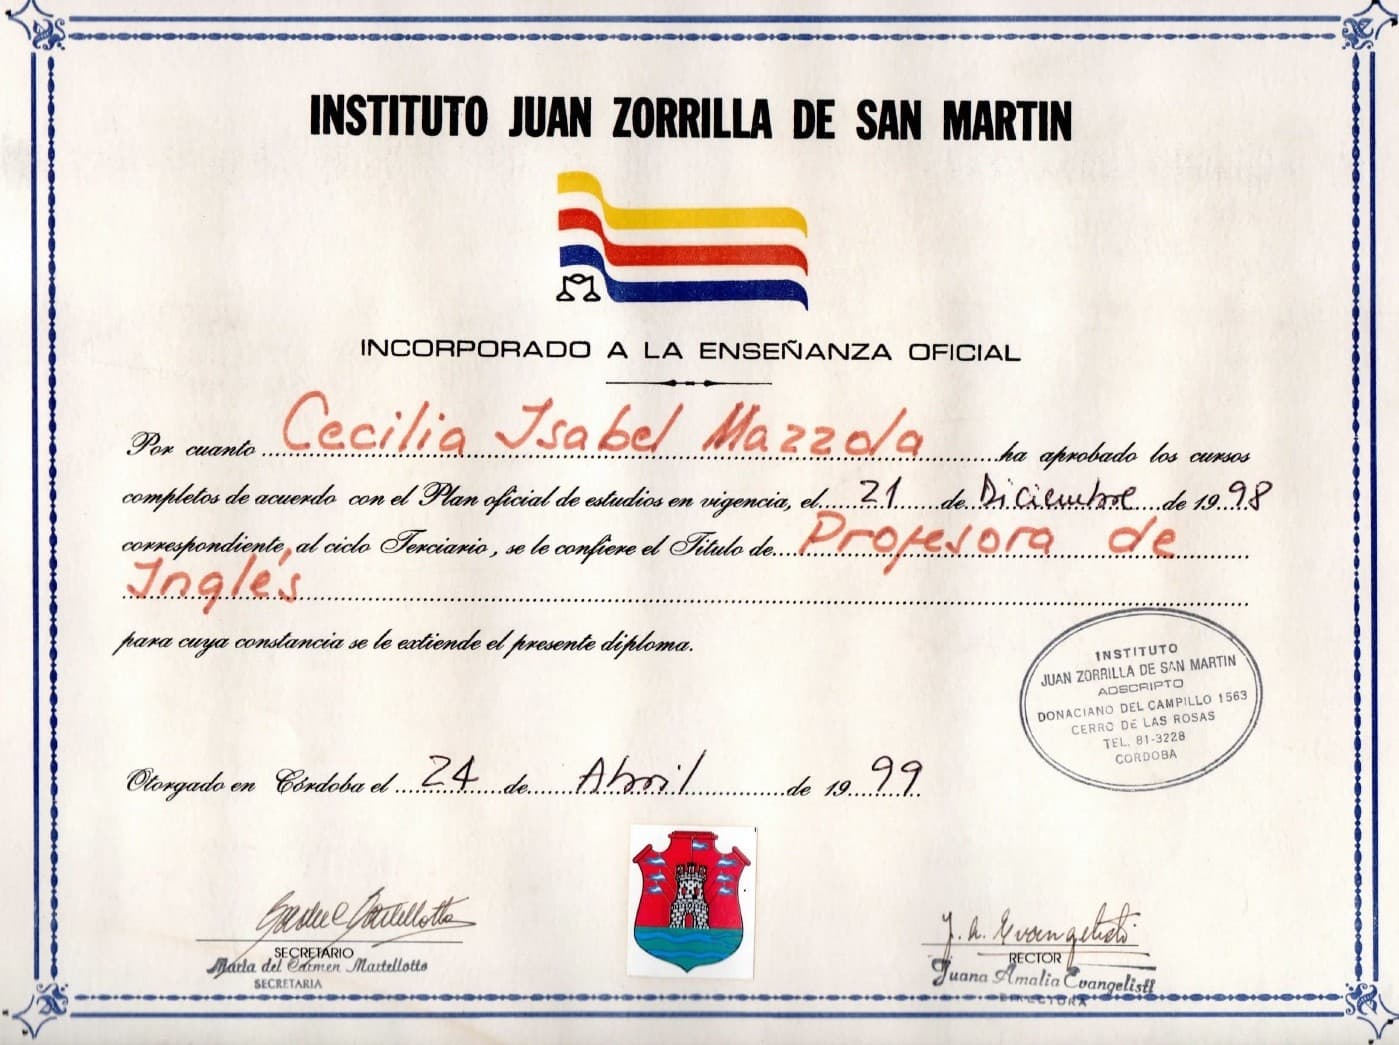 INSTITUTO JUAN ZORRILLA DE SAN MARTIN
INCORPORADO A LA ENSEÑANZA OFICIAL
Por cuanto Cecilia Isabel Mazzola ha aprobado los cursos
completos de acuerdo con el Plan oficial de estudios en vigencia, el 21 de Diciembre de 1998
correspondiente, al ciclo Terciario, se le confiere el Titulo de Profesora de
Inglés
para cuya constancia se le extiende el presente diploma.
INSTITUTO
JUAN ZORRILLA DE SAN MARTIN
ADSCRIPTO
DONACIANO DEL CAMPILLO 1563
CERRO DE LAS ROSAS
TEL. 81-3228
CORDOBA
Otorgado en Córdoba el 24 de Abril de 1999
SECRETARIO
María del Carmen Martellotto
SECRETARIA
J. A. Evangelisti
RECTOR
Juana Amalia Evangelisti
DIRECTORA